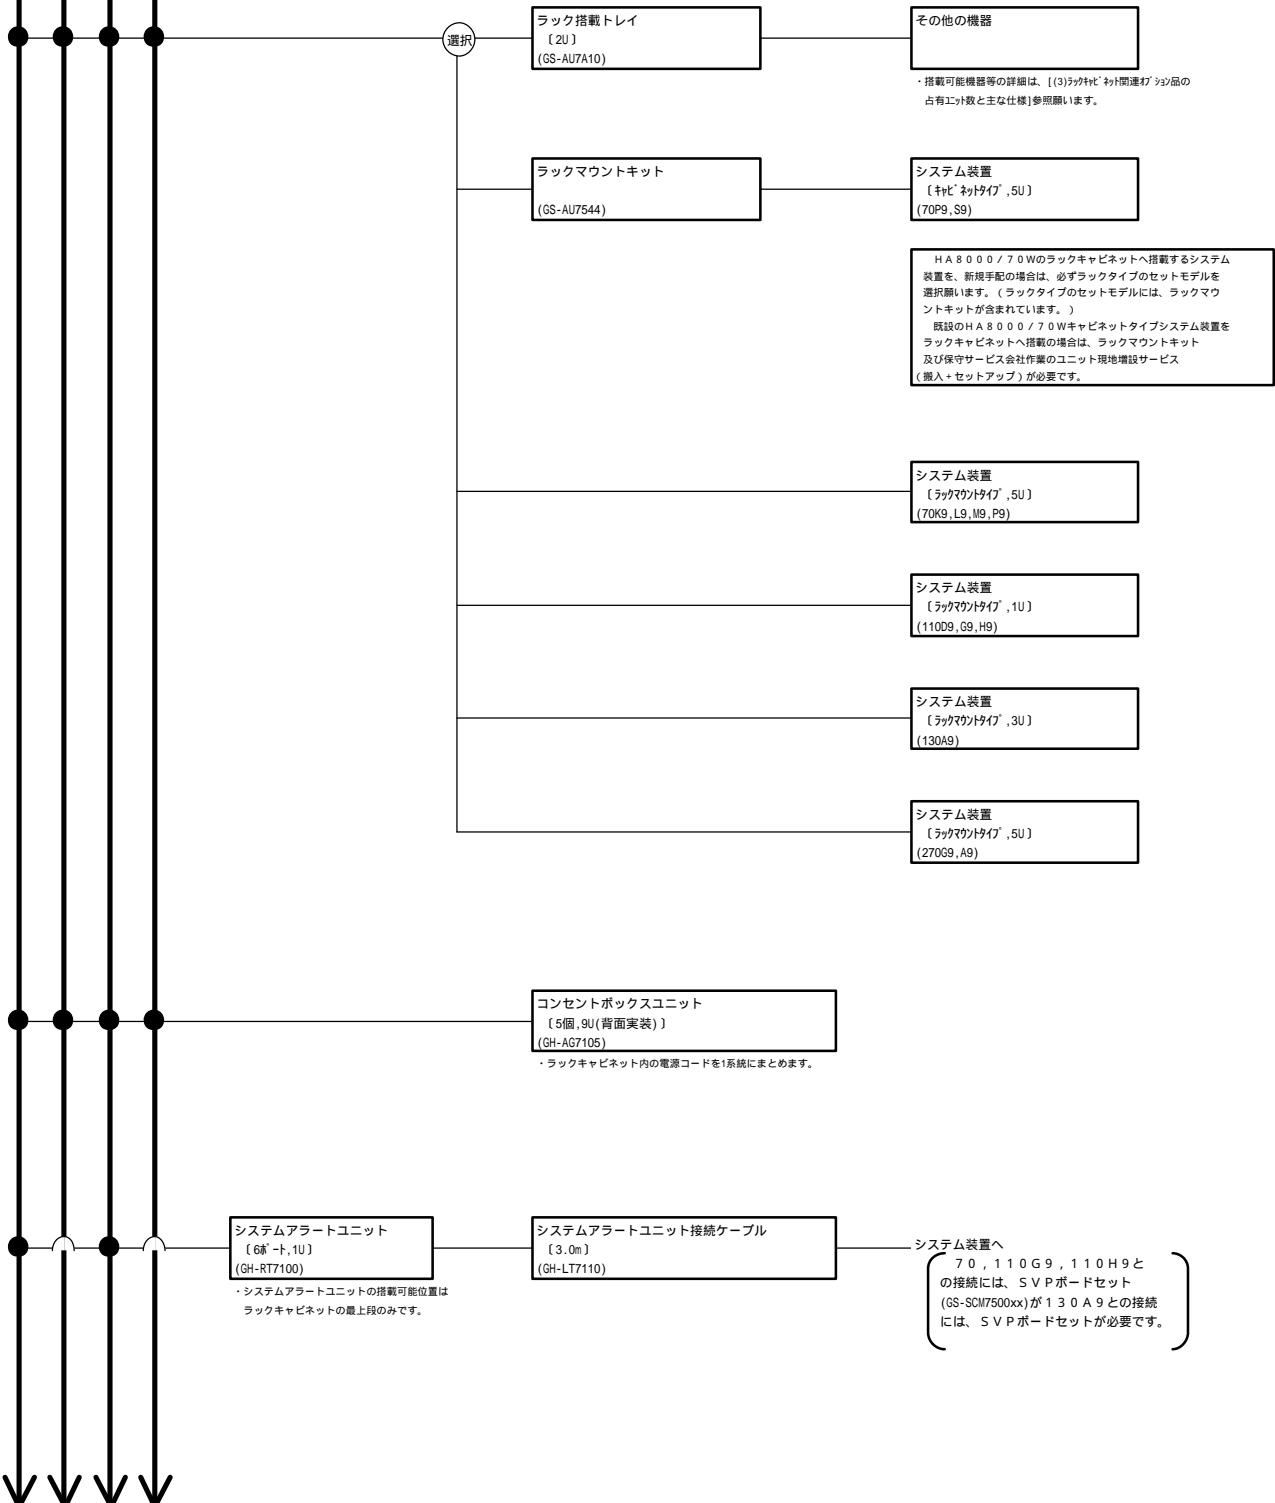 選択
ラック搭載トレイ
〔2U〕
(GS-AU7A10)
その他の機器
・搭載可能機器等の詳細は、[(3)ﾗｯｸｷｬﾋﾞﾈｯﾄ関連ｵﾌﾟｼｮﾝ品の
占有ﾕﾆｯﾄ数と主な仕様]参照願います。
ラックマウントキット
(GS-AU7544)
システム装置
〔ｷｬﾋﾞﾈｯﾄﾀｲﾌﾟ,5U〕
(70P9,S9)
ＨＡ８０００／７０Ｗのラックキャビネットへ搭載するシステム
装置を、新規手配の場合は、必ずラックタイプのセットモデルを
選択願います。（ラックタイプのセットモデルには、ラックマウ
ントキットが含まれています。）
既設のＨＡ８０００／７０Ｗキャビネットタイプシステム装置を
ラックキャビネットへ搭載の場合は、ラックマウントキット
及び保守サービス会社作業のユニット現地増設サービス
（搬入＋セットアップ）が必要です。
システム装置
〔ﾗｯｸﾏｳﾝﾄﾀｲﾌﾟ,5U〕
(70K9,L9,M9,P9)
システム装置
〔ﾗｯｸﾏｳﾝﾄﾀｲﾌﾟ,1U〕
(110D9,G9,H9)
システム装置
〔ﾗｯｸﾏｳﾝﾄﾀｲﾌﾟ,3U〕
(130A9)
システム装置
〔ﾗｯｸﾏｳﾝﾄﾀｲﾌﾟ,5U〕
(270G9,A9)
コンセントボックスユニット
〔5個,9U(背面実装)〕
(GH-AG7105)
・ラックキャビネット内の電源コードを1系統にまとめます。
システムアラートユニット
〔6ﾎﾟｰﾄ,1U〕
(GH-RT7100)
・システムアラートユニットの搭載可能位置は
ラックキャビネットの最上段のみです。
システムアラートユニット接続ケーブル
〔3.0m〕
(GH-LT7110)
システム装置へ
７０，１１０Ｇ９，１１０Ｈ９と
の接続には、ＳＶＰボードセット
(GS-SCM7500xx)が１３０Ａ９との接続
には、ＳＶＰボードセットが必要です。